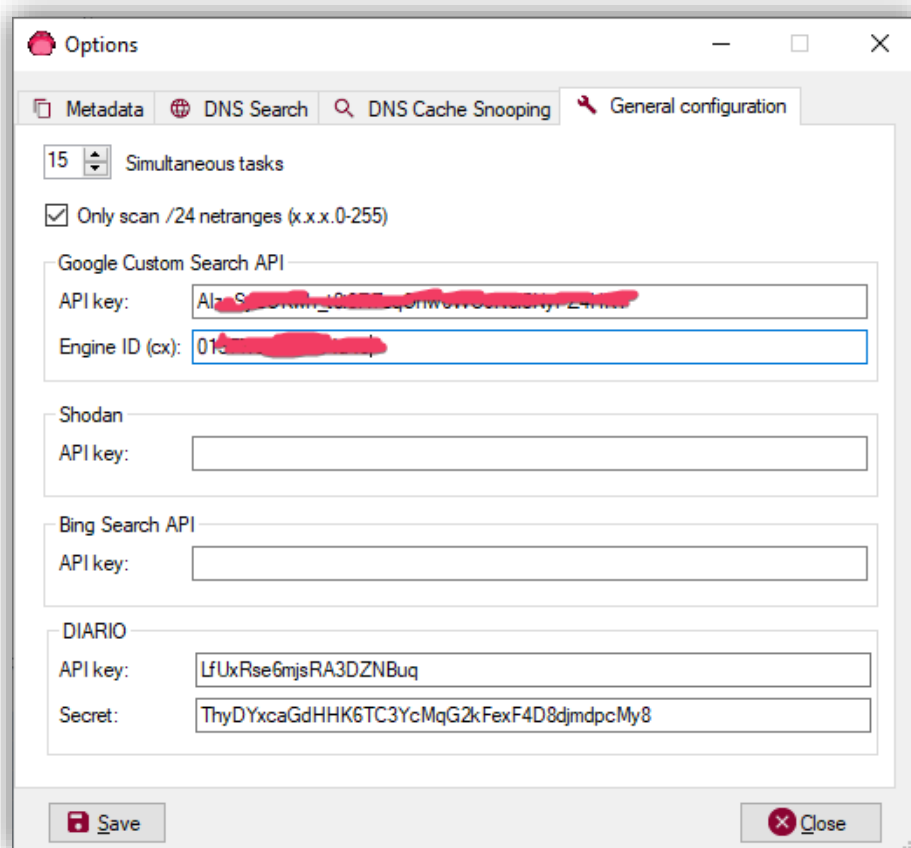 Options
Metadata DNS Search DNS Cache Snooping General configuration
15 Simultaneous tasks
Only scan /24 netranges (x.x.x.0-255)
Google Custom Search API
API key:
Engine ID (cx):
Shodan
API key:
Bing Search API
API key:
DIARIO
API key: LfUxRse6mjsRA3DZNBuq
Secret: ThyDYxcaGdHHK6TC3YcMqG2kFexF4D8djmdpcMy8
Save Close